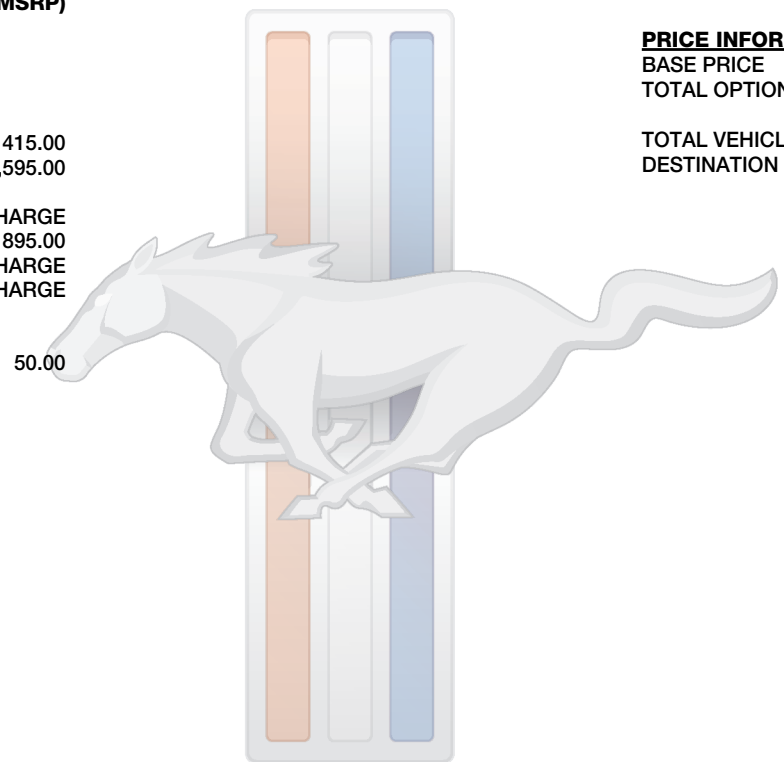 MSRP)
415.00
,595.00
HARGE
895.00
HARGE
HARGE
50.00
PRICE INFOR
BASE PRICE
TOTAL OPTION
TOTAL VEHICL
DESTINATION